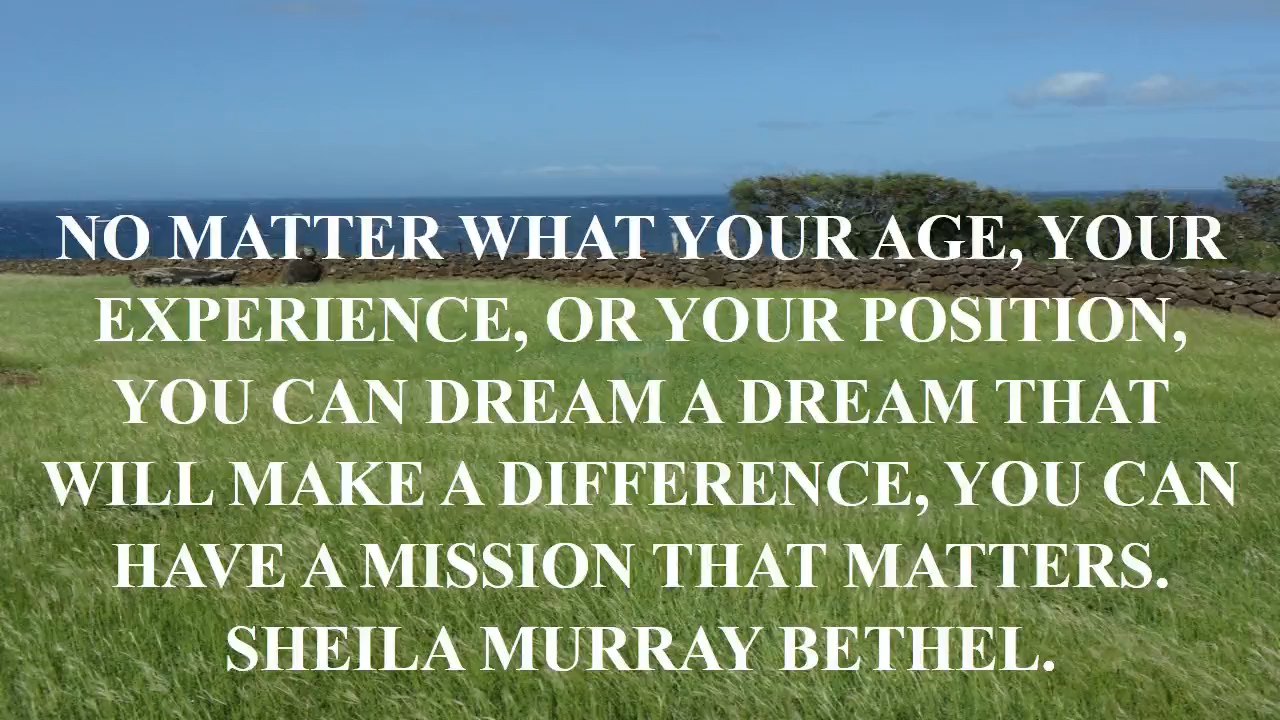 NO MATTER WHAT YOUR AGE, YOUR
EXPERIENCE, OR YOUR POSITION,
YOU CAN DREAM A DREAM THAT
WILL MAKE A DIFFERENCE, YOU CAN
HAVE A MISSION THAT MATTERS.
SHEILA MURRAY BETHEL.